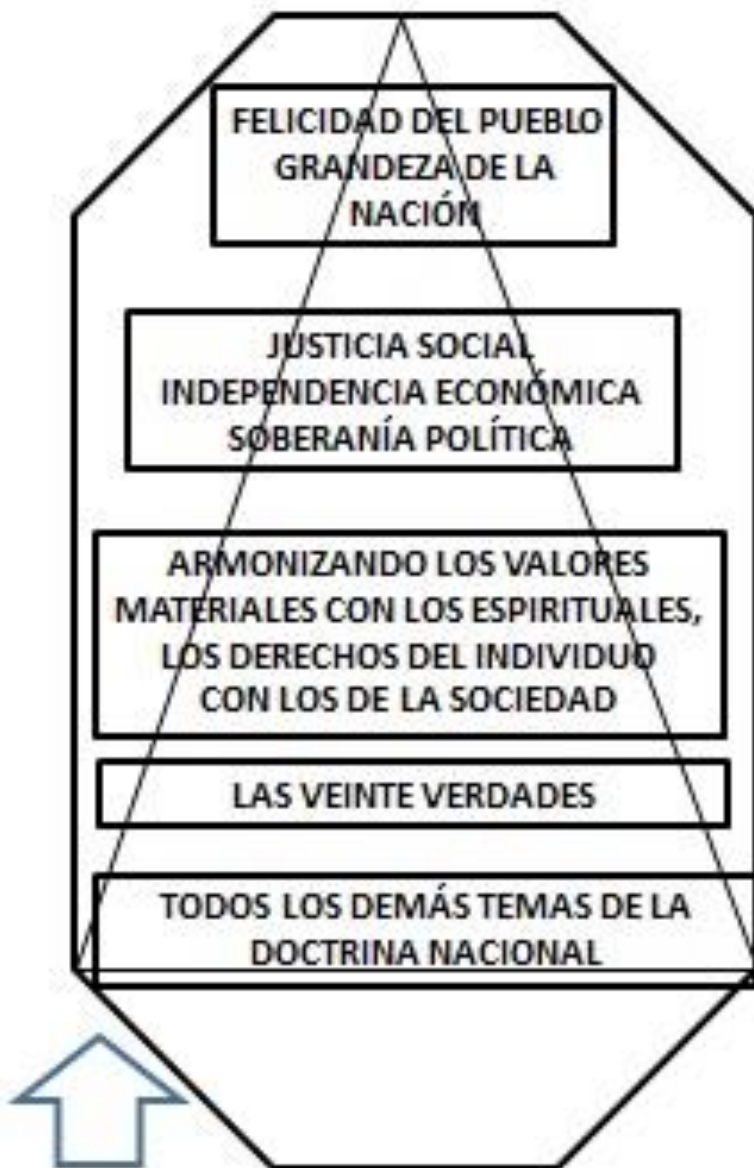 FELICIDAD DEL PUEBLO
GRANDEZA DE LA
NACIÓN
JUSTICIA SOCIAL
INDEPENDENCIA ECONÓMICA
SOBERANÍA POLÍTICA
ARMONIZANDO LOS VALORES
MATERIALES CON LOS ESPIRITUALES,
LOS DERECHOS DEL INDIVIDUO
CON LOS DE LA SOCIEDAD
LAS VEINTE VERDADES
TODOS LOS DEMÁS TEMAS DE LA
DOCTRINA NACIONAL